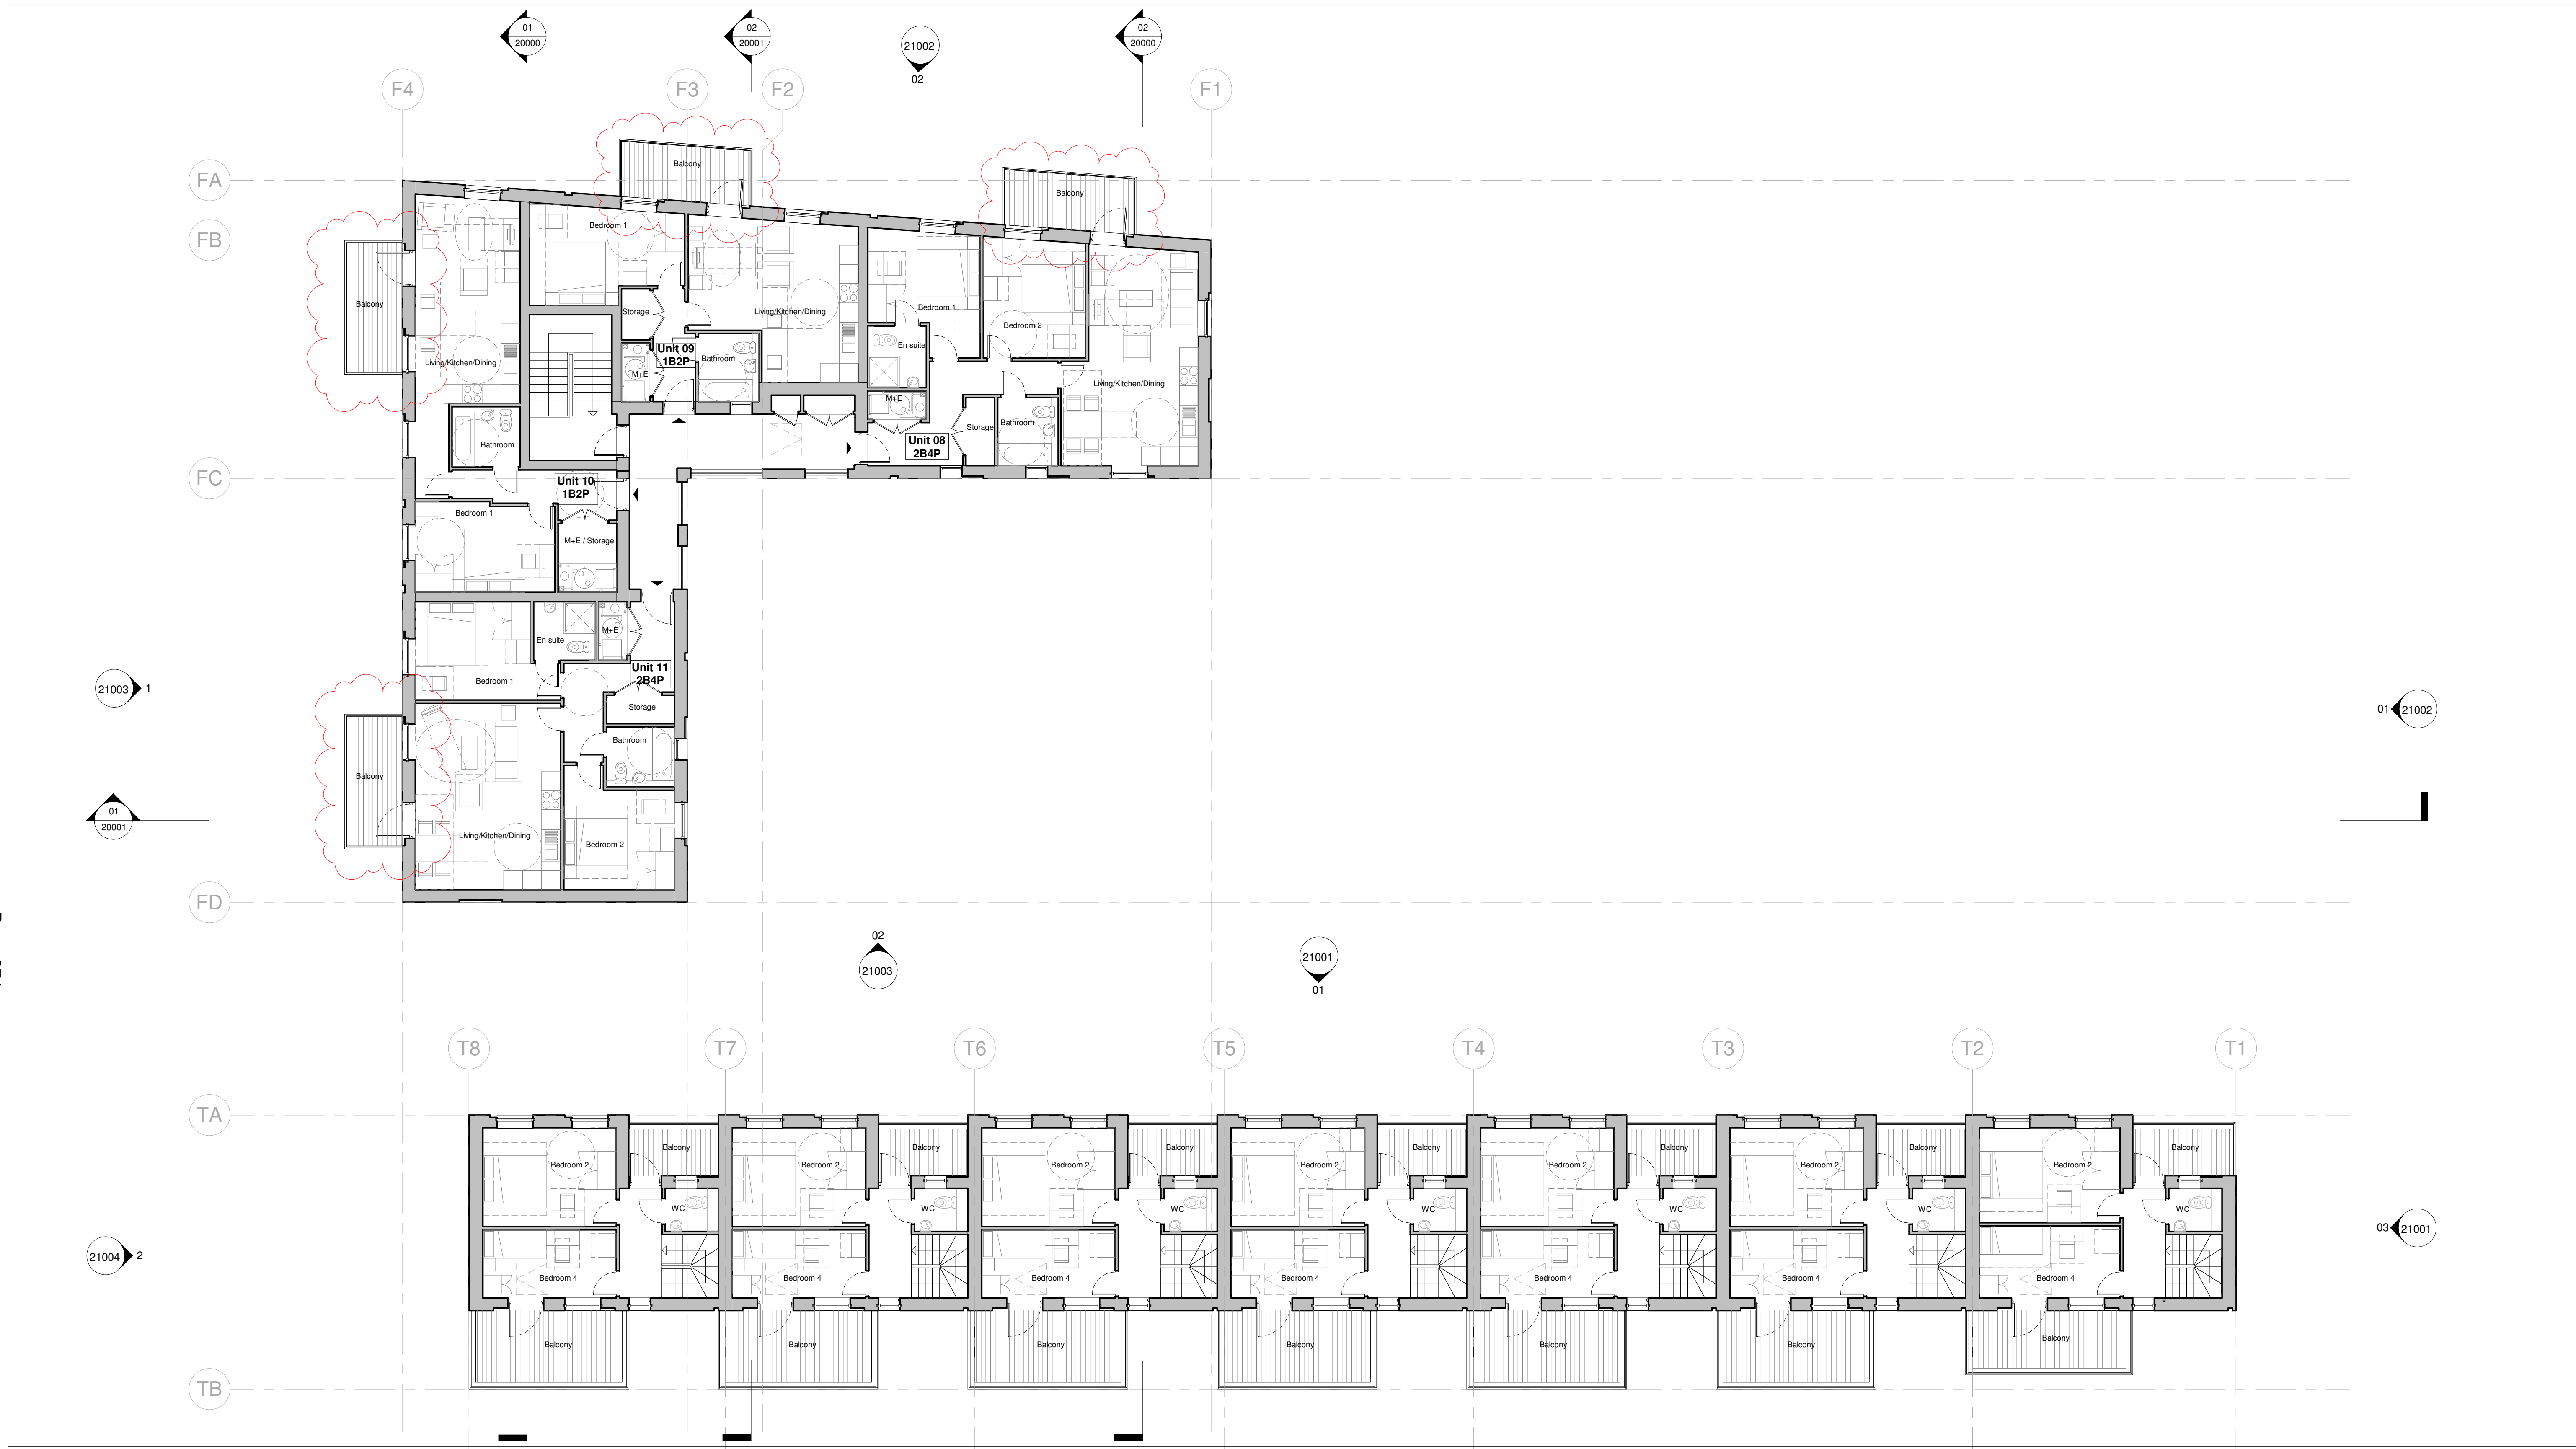 01
20000
02
20001
21002
02
02
20000
F4
F3
F2
F1
Balcony
Balcony
FA
FB
Bedroom 1
Balcony
Storage
Living/Kitchen/Dining
Bedroom 1
Bedroom 2
Unit 09
1B2P
Bathroom
En suite
Living/Kitchen/Dining
M+E
Living/Kitchen/Dining
M+E
Bathroom
Storage
Bathroom
Unit 08
2B4P
FC
Unit 10
1B2P
Bedroom 1
M+E / Storage
M+E
En suite
Unit 11
2B4P
Bedroom 1
21003
1
Storage
01
21002
Bathroom
Balcony
01
20001
Living/Kitchen/Dining
Bedroom 2
FD
02
21003
21001
01
T8
T7
T6
T5
T4
T3
T2
T1
TA
Balcony
Balcony
Balcony
Balcony
Balcony
Balcony
Balcony
Bedroom 2
Bedroom 2
Bedroom 2
Bedroom 2
Bedroom 2
Bedroom 2
Bedroom 2
WC
WC
WC
WC
WC
WC
WC
21004
2
03
21001
Bedroom 4
Bedroom 4
Bedroom 4
Bedroom 4
Bedroom 4
Bedroom 4
Bedroom 4
Balcony
Balcony
Balcony
Balcony
Balcony
Balcony
Balcony
TB